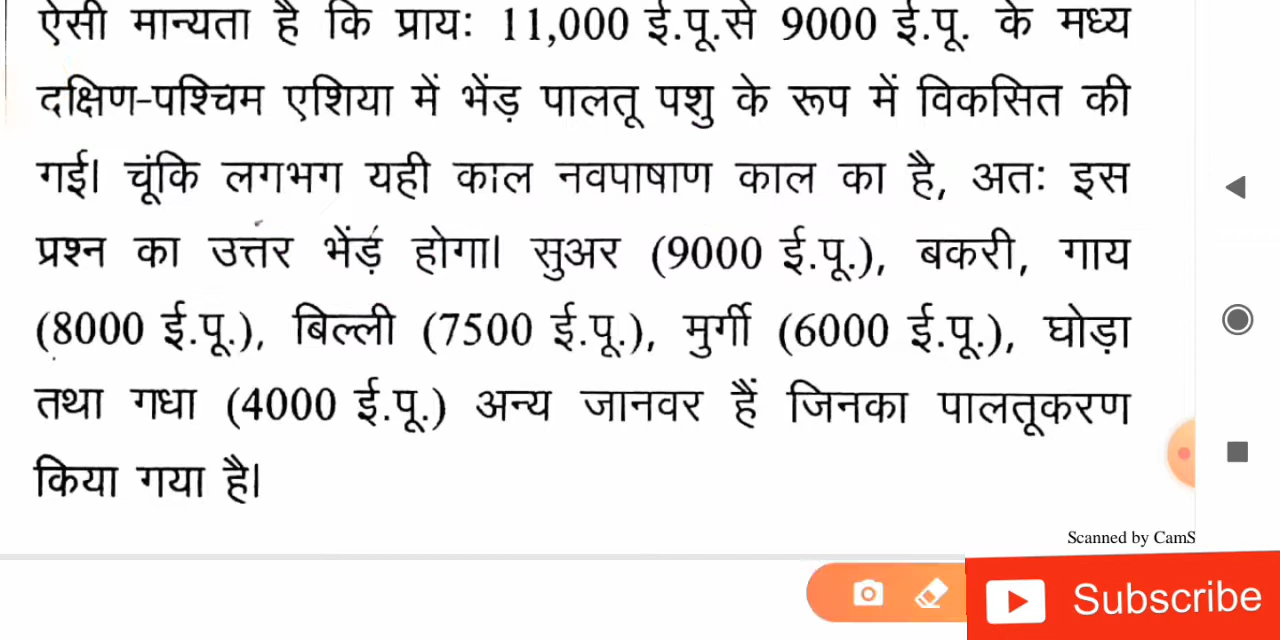 ऐसी मान्यता है कि प्रायः 11,000 ई.पू.से 9000 ई.पू. के मध्य
दक्षिण-पश्चिम एशिया में भेंड़ पालतू पशु के रूप में विकसित की
गई। चूंकि लगभग यही काल नवपाषाण काल का है, अतः इस
प्रश्न का उत्तर भेंड़ होगा। सुअर (9000 ई.पू.), बकरी, गाय
(8000 ई.पू.), बिल्ली (7500 ई.पू.), मुर्गी (6000 ई.पू.), घोड़ा
तथा गधा (4000 ई.पू.) अन्य जानवर हैं जिनका पालतूकरण
किया गया है।
Scanned by CamS
Subscribe